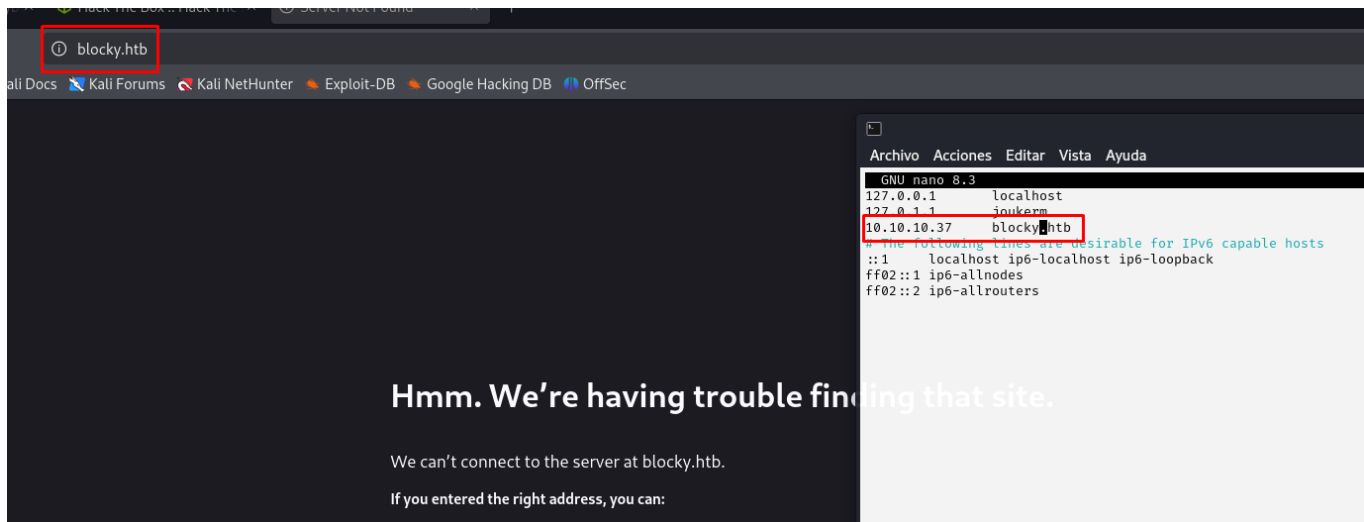 Hack The Box :: Hack The
Server Not Found
blocky.htb
ali Docs Kali Forums Kali NetHunter Exploit-DB Google Hacking DB OffSec
Archivo Acciones Editar Vista Ayuda
GNU nano 8.3
127.0.0.1 localhost
127.0.1.1 joukerm
10.10.10.37 blocky.htb
# The following lines are desirable for IPv6 capable hosts
::1 localhost ip6-localhost ip6-loopback
ff02::1 ip6-allnodes
ff02::2 ip6-allrouters
Hmm. We're having trouble finding that site.
We can't connect to the server at blocky.htb.
If you entered the right address, you can: